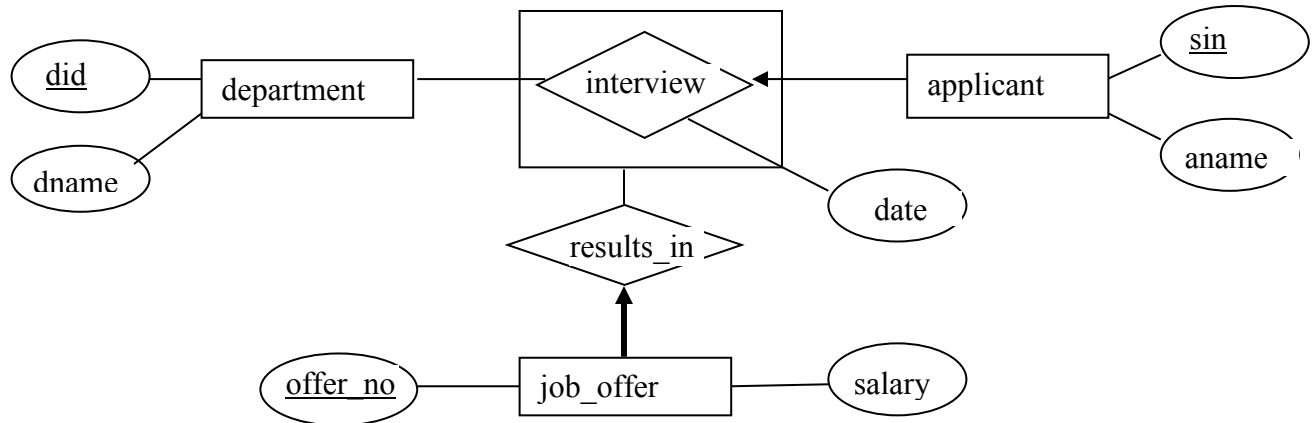 sin
did
interview
applicant
department
aname
dname
date
results_in
offer_no
job_offer
salary